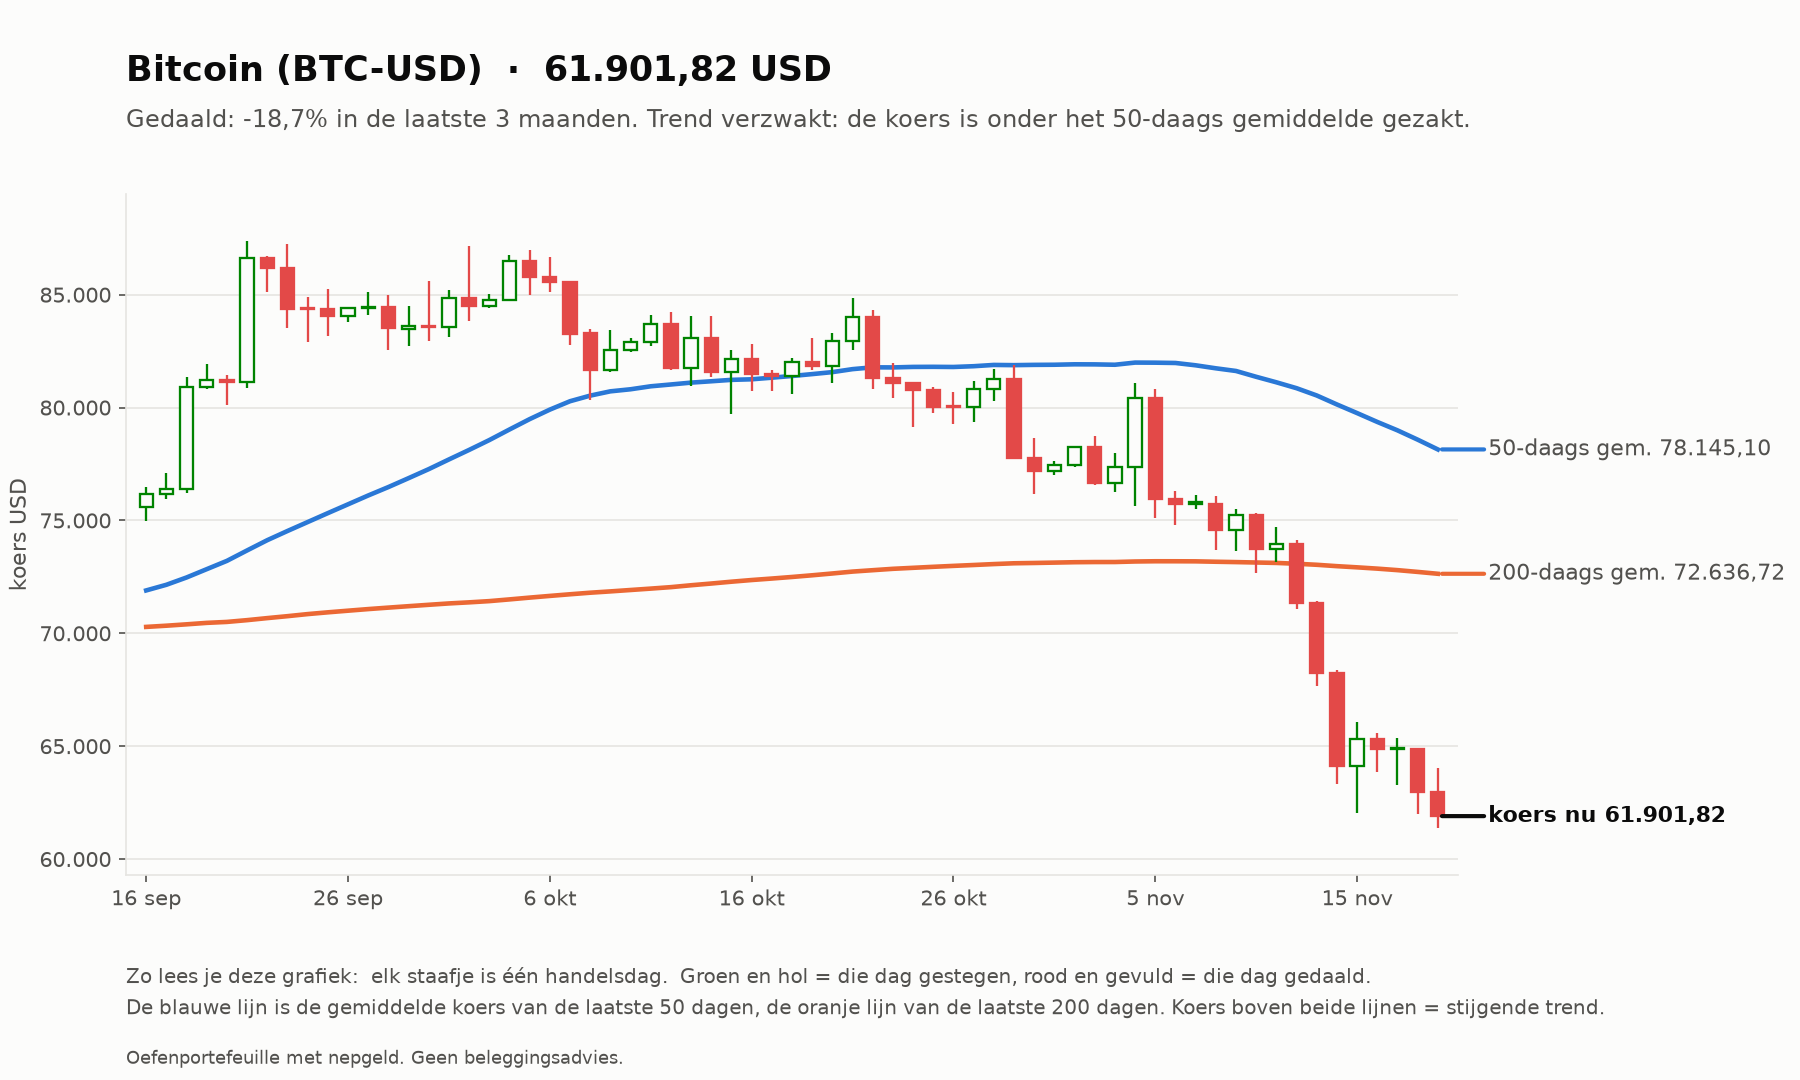 Bitcoin (BTC-USD) · 61.901,82 USD
Gedaald: -18,7% in de laatste 3 maanden. Trend verzwakt: de koers is onder het 50-daags gemiddelde gezakt.
koers USD
85.000
80.000
75.000
70.000
65.000
60.000
50-daags gem. 78.145,10
200-daags gem. 72.636,72
koers nu 61.901,82
16 sep
26 sep
6 okt
16 okt
26 okt
5 nov
15 nov
Zo lees je deze grafiek: elk staafje is één handelsdag. Groen en hol = die dag gestegen, rood en gevuld = die dag gedaald.
De blauwe lijn is de gemiddelde koers van de laatste 50 dagen, de oranje lijn van de laatste 200 dagen. Koers boven beide lijnen = stijgende trend.
Oefenportefeuille met nepgeld. Geen beleggingsadvies.